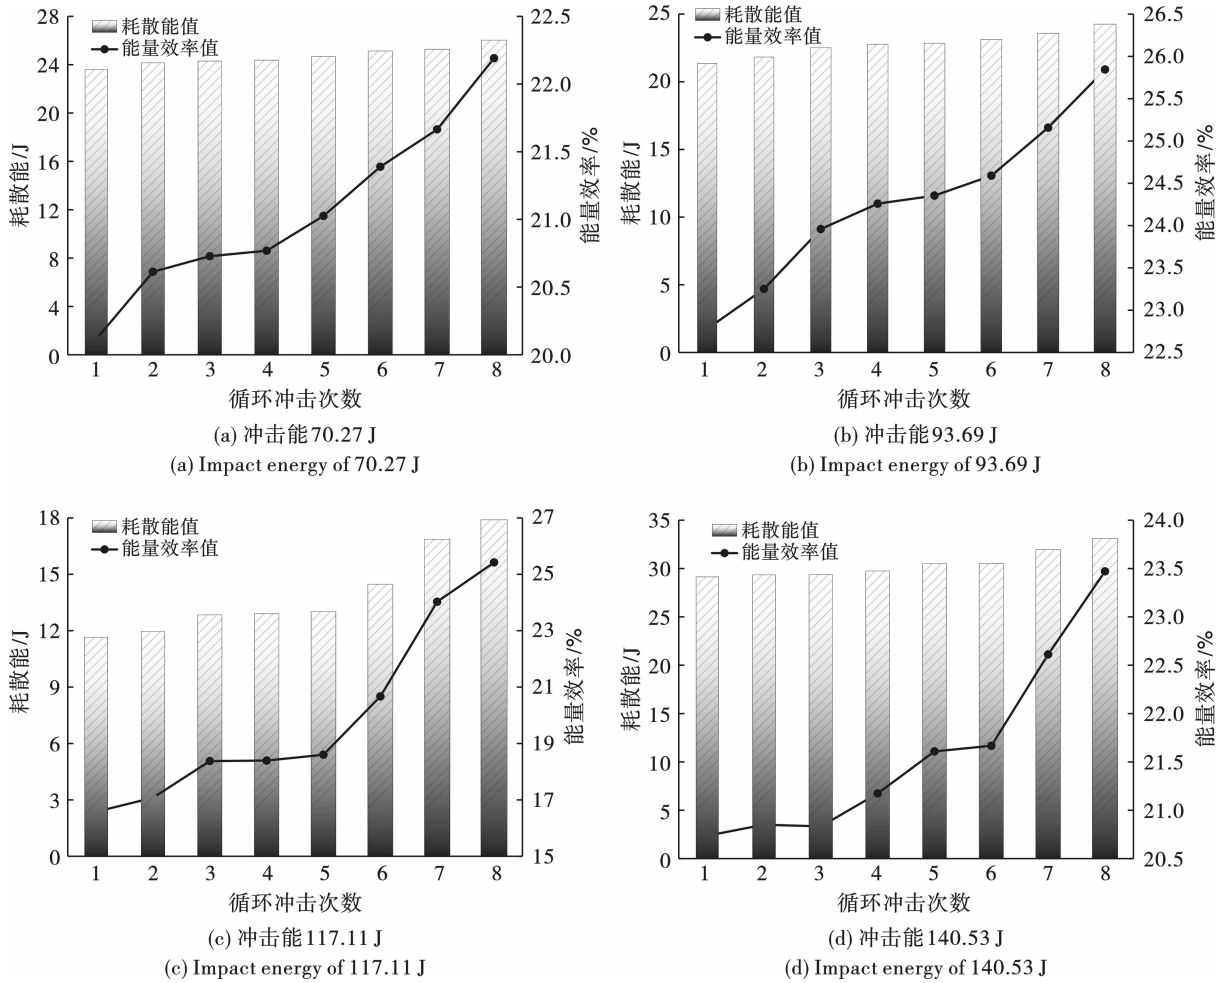 耗散能值
能量效率值
28
24
20
16
12
8
4
0
耗散能/J
22.5
22.0
21.5
21.0
20.5
20.0
能量效率/%
1 2 3 4 5 6 7 8
循环冲击次数
(a) 冲击能70.27 J
(a) Impact energy of 70.27 J
耗散能值
能量效率值
25
20
15
10
5
0
耗散能/J
26.5
26.0
25.5
25.0
24.5
24.0
23.5
23.0
22.5
能量效率/%
1 2 3 4 5 6 7 8
循环冲击次数
(b) 冲击能93.69 J
(b) Impact energy of 93.69 J
耗散能值
能量效率值
18
15
12
9
6
3
0
耗散能/J
27
25
23
21
19
17
15
能量效率/%
1 2 3 4 5 6 7 8
循环冲击次数
(c) 冲击能117.11 J
(c) Impact energy of 117.11 J
耗散能值
能量效率值
35
30
25
20
15
10
5
0
耗散能/J
24.0
23.5
23.0
22.5
22.0
21.5
21.0
20.5
能量效率/%
1 2 3 4 5 6 7 8
循环冲击次数
(d) 冲击能140.53 J
(d) Impact energy of 140.53 J